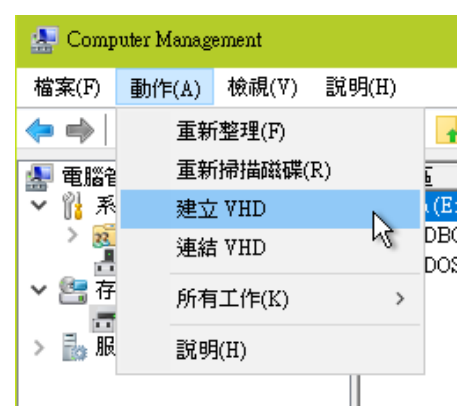 Computer Management
檔案(F) 動作(A) 檢視(V) 說明(H)
重新整理(F)
重新掃描磁碟(R)
建立 VHD
連結 VHD
所有工作(K)
說明(H)
電腦
系
存
服
(E
DBO
DOS